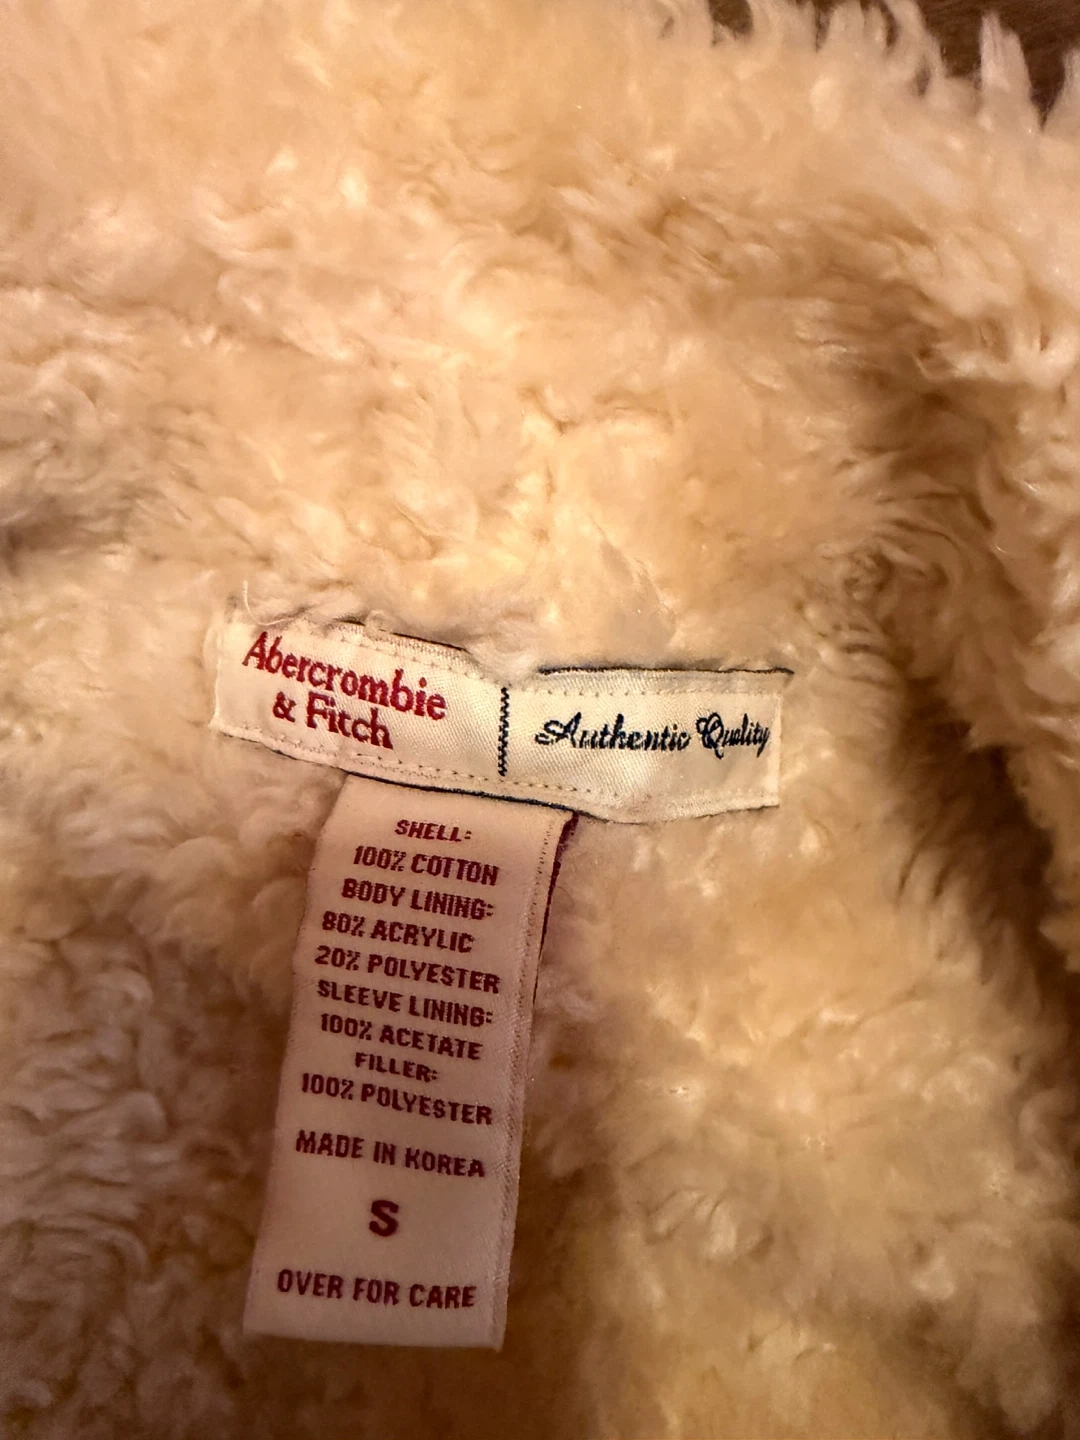 Abercrombie
& Fitch
Authentic Quality
SHELL:
100% COTTON
BODY LINING:
80% ACRYLIC
20% POLYESTER
SLEEVE LINING:
100% ACETATE
FILLER:
100% POLYESTER
MADE IN KOREA
S
OVER FOR CARE